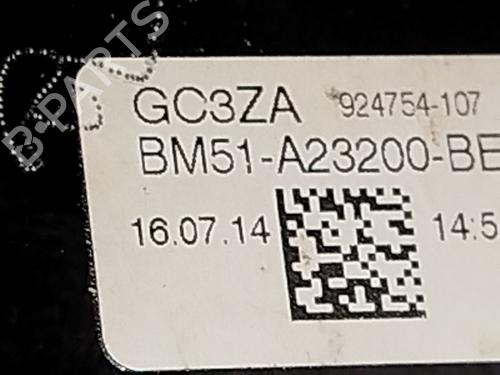 B-PARTS
GC3ZA 924754-107
BM51-A23200-BE
16.07.14 14:5